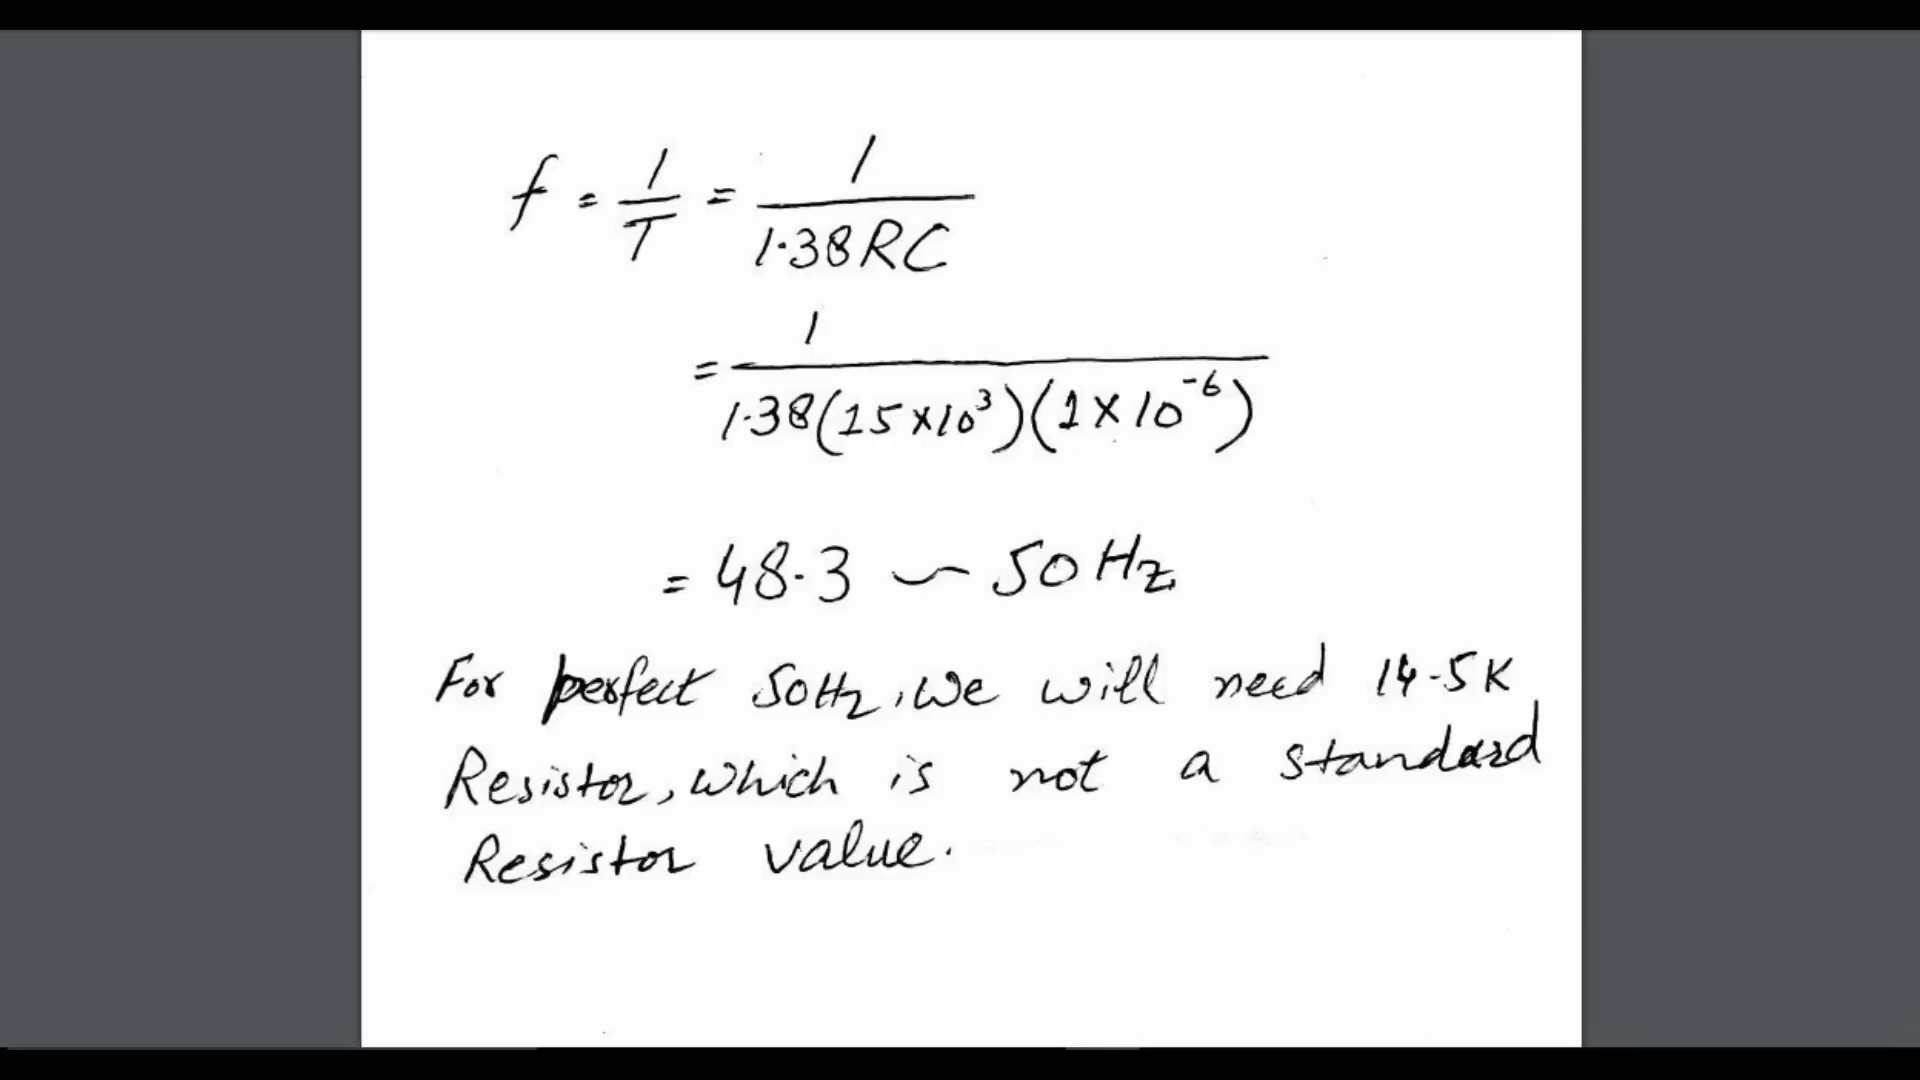 f = 1/T = 1/1.38RC
= 1/1.38(15×10³)(1×10⁻⁶)
= 48.3 ~ 50Hz.
For perfect 50Hz, we will need 14.5K
Resistor, which is not a standard
Resistor value.